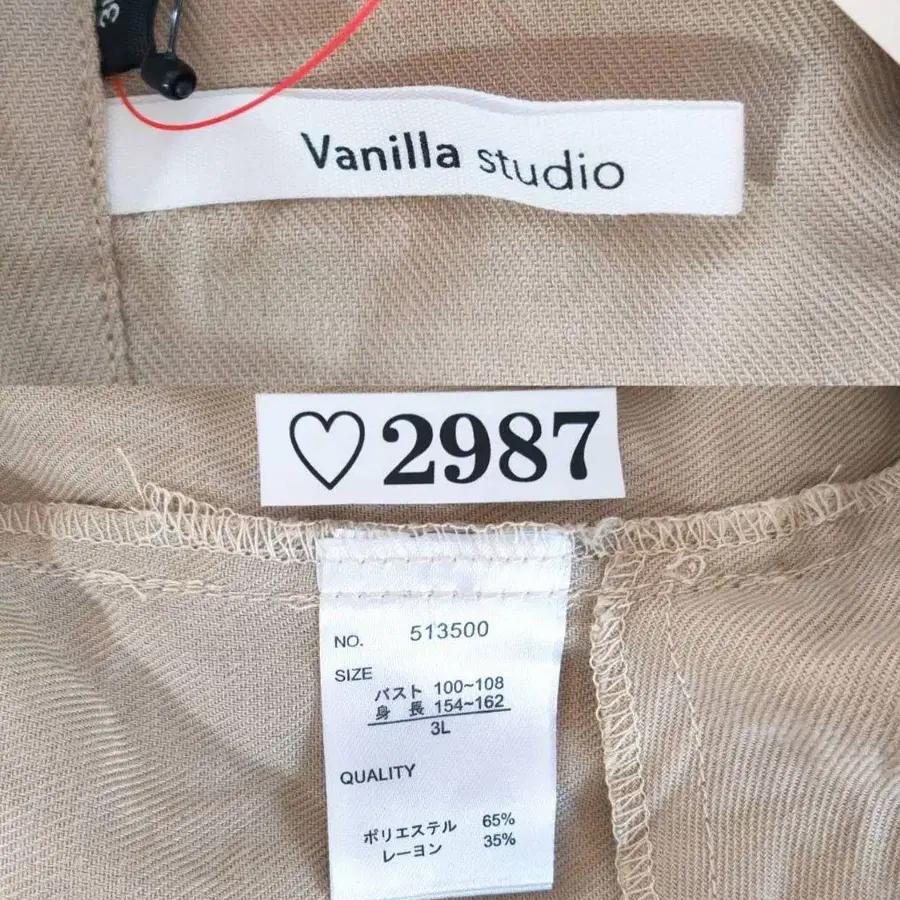 Vanilla studio
♡2987
NO. 513500
SIZE
バスト 100~108
身 長 154~162
3L
QUALITY
ポリエステル 65%
レーヨン 35%